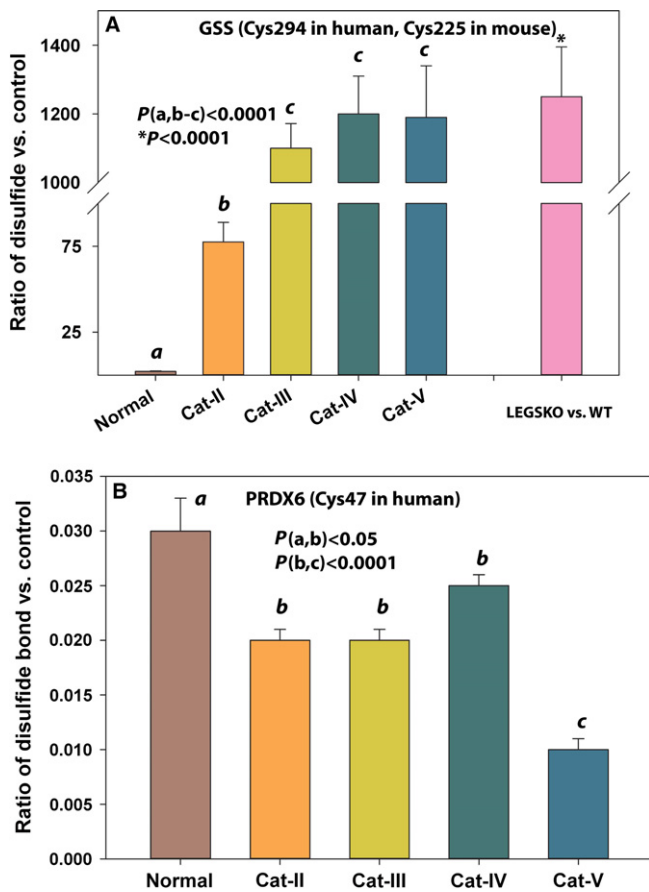 A
GSS (Cys294 in human, Cys225 in mouse)
Ratio of disulfide vs. control
1400
1200
1000
75
25
P(a,b-c)<0.0001
*P<0.0001
a
b
c
c
c
*
Normal
Cat-II
Cat-III
Cat-IV
Cat-V
LEGSKO vs. WT
B
PRDX6 (Cys47 in human)
Ratio of disulfide bond vs. control
0.035
0.030
0.025
0.020
0.015
0.010
0.005
0.000
P(a,b)<0.05
P(b,c)<0.0001
a
b
b
b
c
Normal
Cat-II
Cat-III
Cat-IV
Cat-V